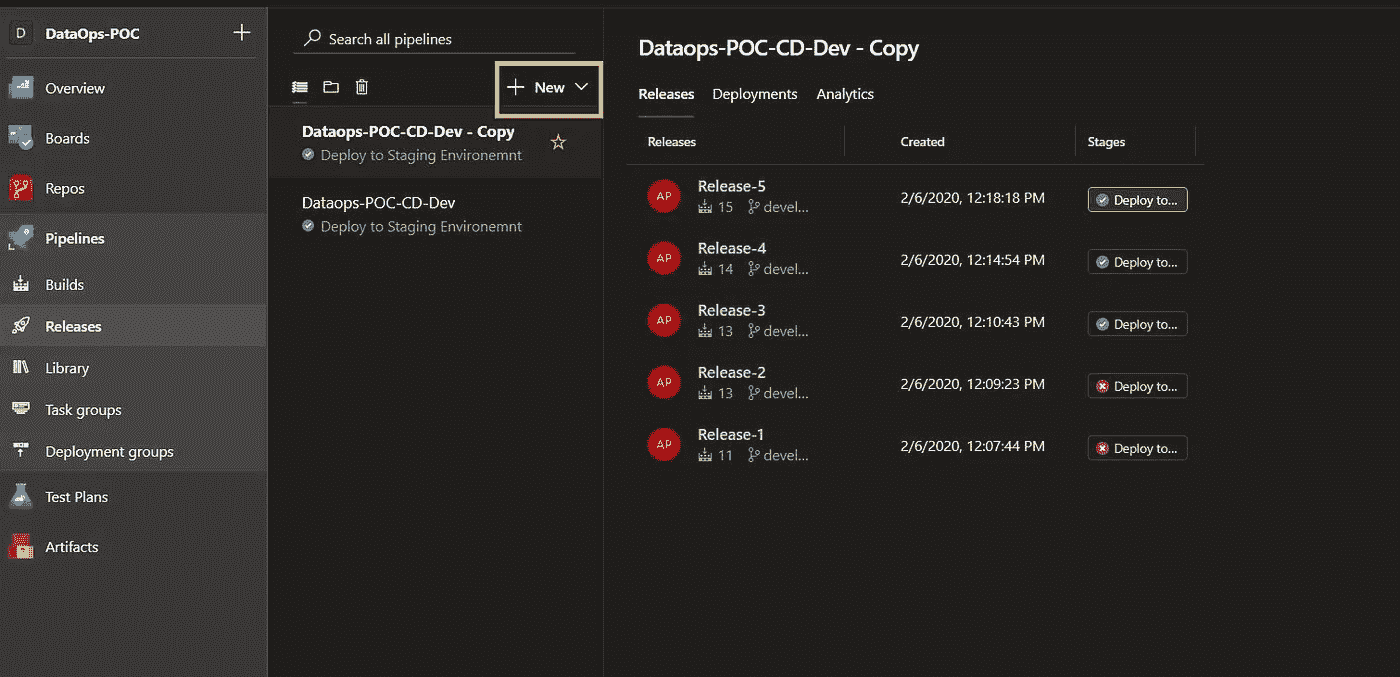 D DataOps-POC +
Overview
Boards
Repos
Pipelines
Builds
Releases
Library
Task groups
Deployment groups
Test Plans
Artifacts
Search all pipelines
+ New
Dataops-POC-CD-Dev - Copy
Deploy to Staging Environemnt
Dataops-POC-CD-Dev
Deploy to Staging Environemnt
Dataops-POC-CD-Dev - Copy
Releases Deployments Analytics
Releases Created Stages
AP Release-5 2/6/2020, 12:18:18 PM Deploy to...
15 devel...
AP Release-4 2/6/2020, 12:14:54 PM Deploy to...
14 devel...
AP Release-3 2/6/2020, 12:10:43 PM Deploy to...
13 devel...
AP Release-2 2/6/2020, 12:09:23 PM Deploy to...
13 devel...
AP Release-1 2/6/2020, 12:07:44 PM Deploy to...
11 devel...